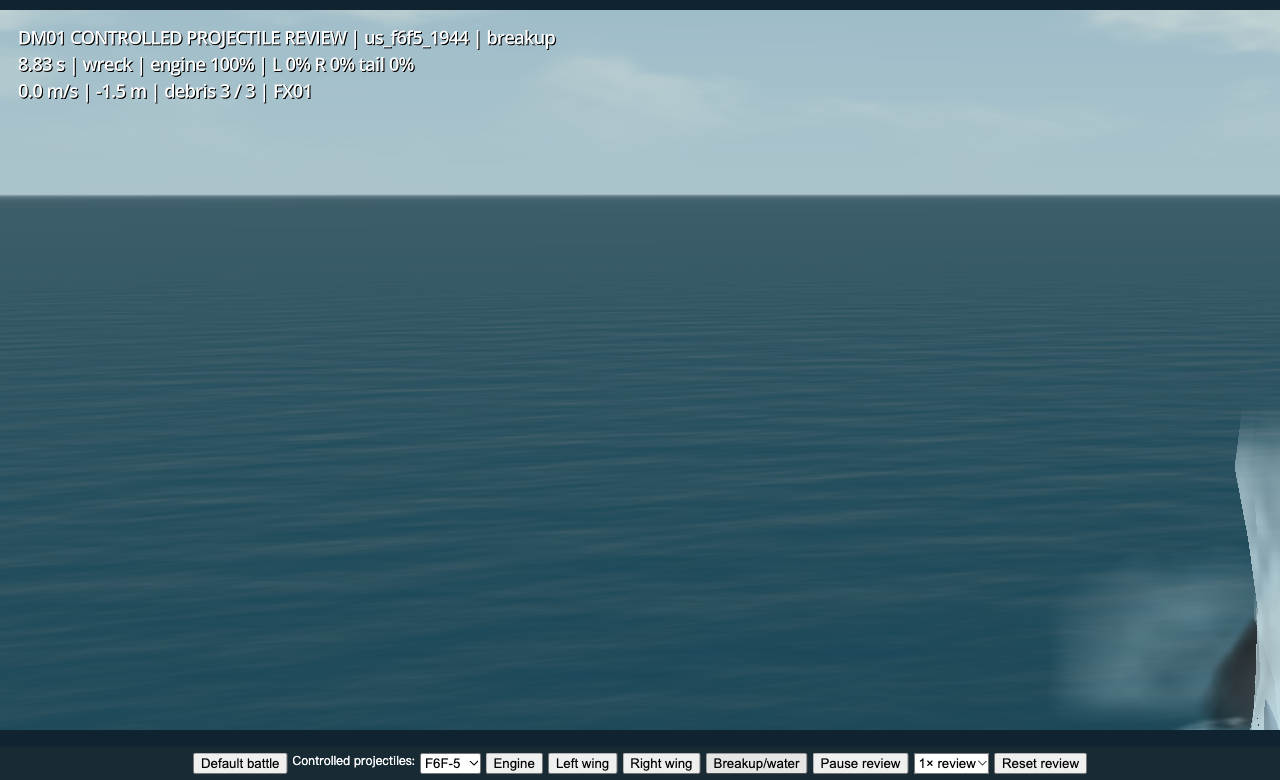 DM01 CONTROLLED PROJECTILE REVIEW | us_f6f5_1944 | breakup
8.83 s | wreck | engine 100% | L 0% R 0% tail 0%
0.0 m/s | -1.5 m | debris 3 / 3 | FX01
Default battle Controlled projectiles: F6F-5 Engine Left wing Right wing Breakup/water Pause review 1× review Reset review